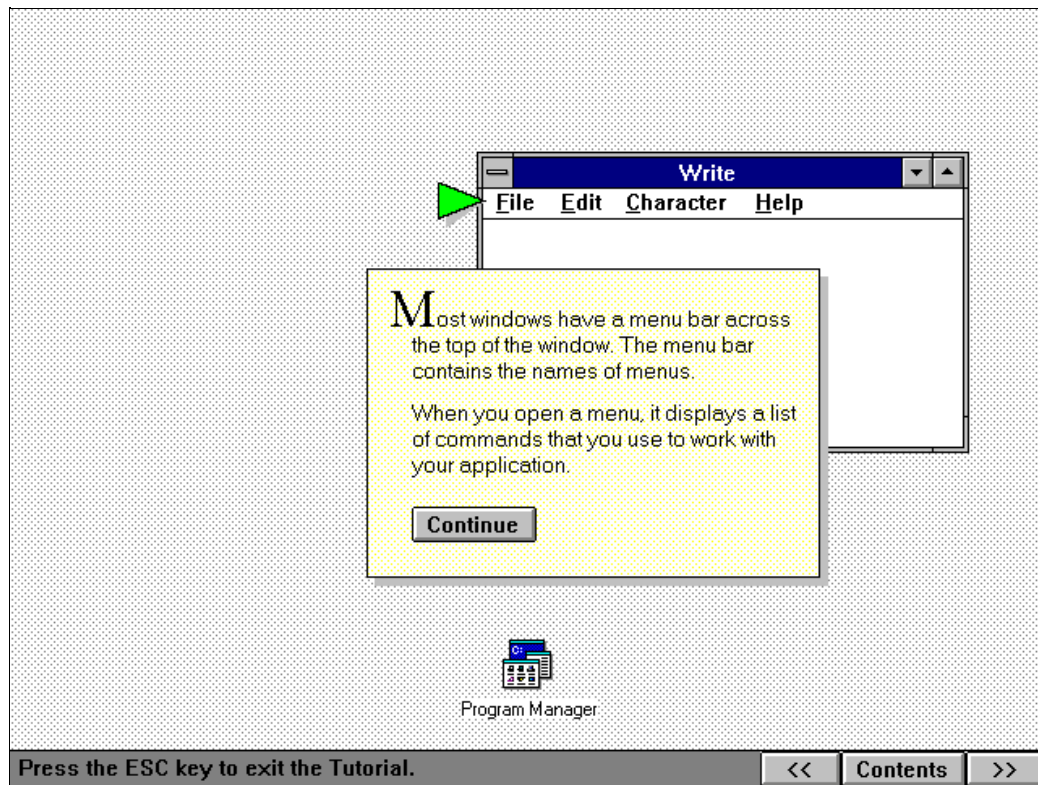 Write
File Edit Character Help
Most windows have a menu bar across
the top of the window. The menu bar
contains the names of menus.
When you open a menu, it displays a list
of commands that you use to work with
your application.
Continue
C:
Program Manager
Press the ESC key to exit the Tutorial.
<< Contents >>